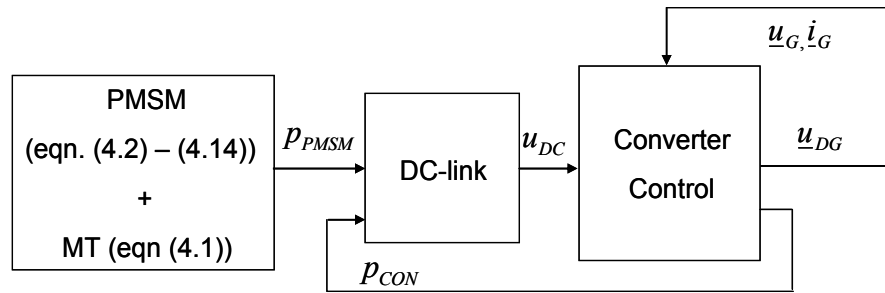 PMSM
(eqn. (4.2) – (4.14))
+
MT (eqn (4.1))
p_PMSM
DC-link
u_DC
Converter
Control
u_G, i_G
u_DG
p_CON